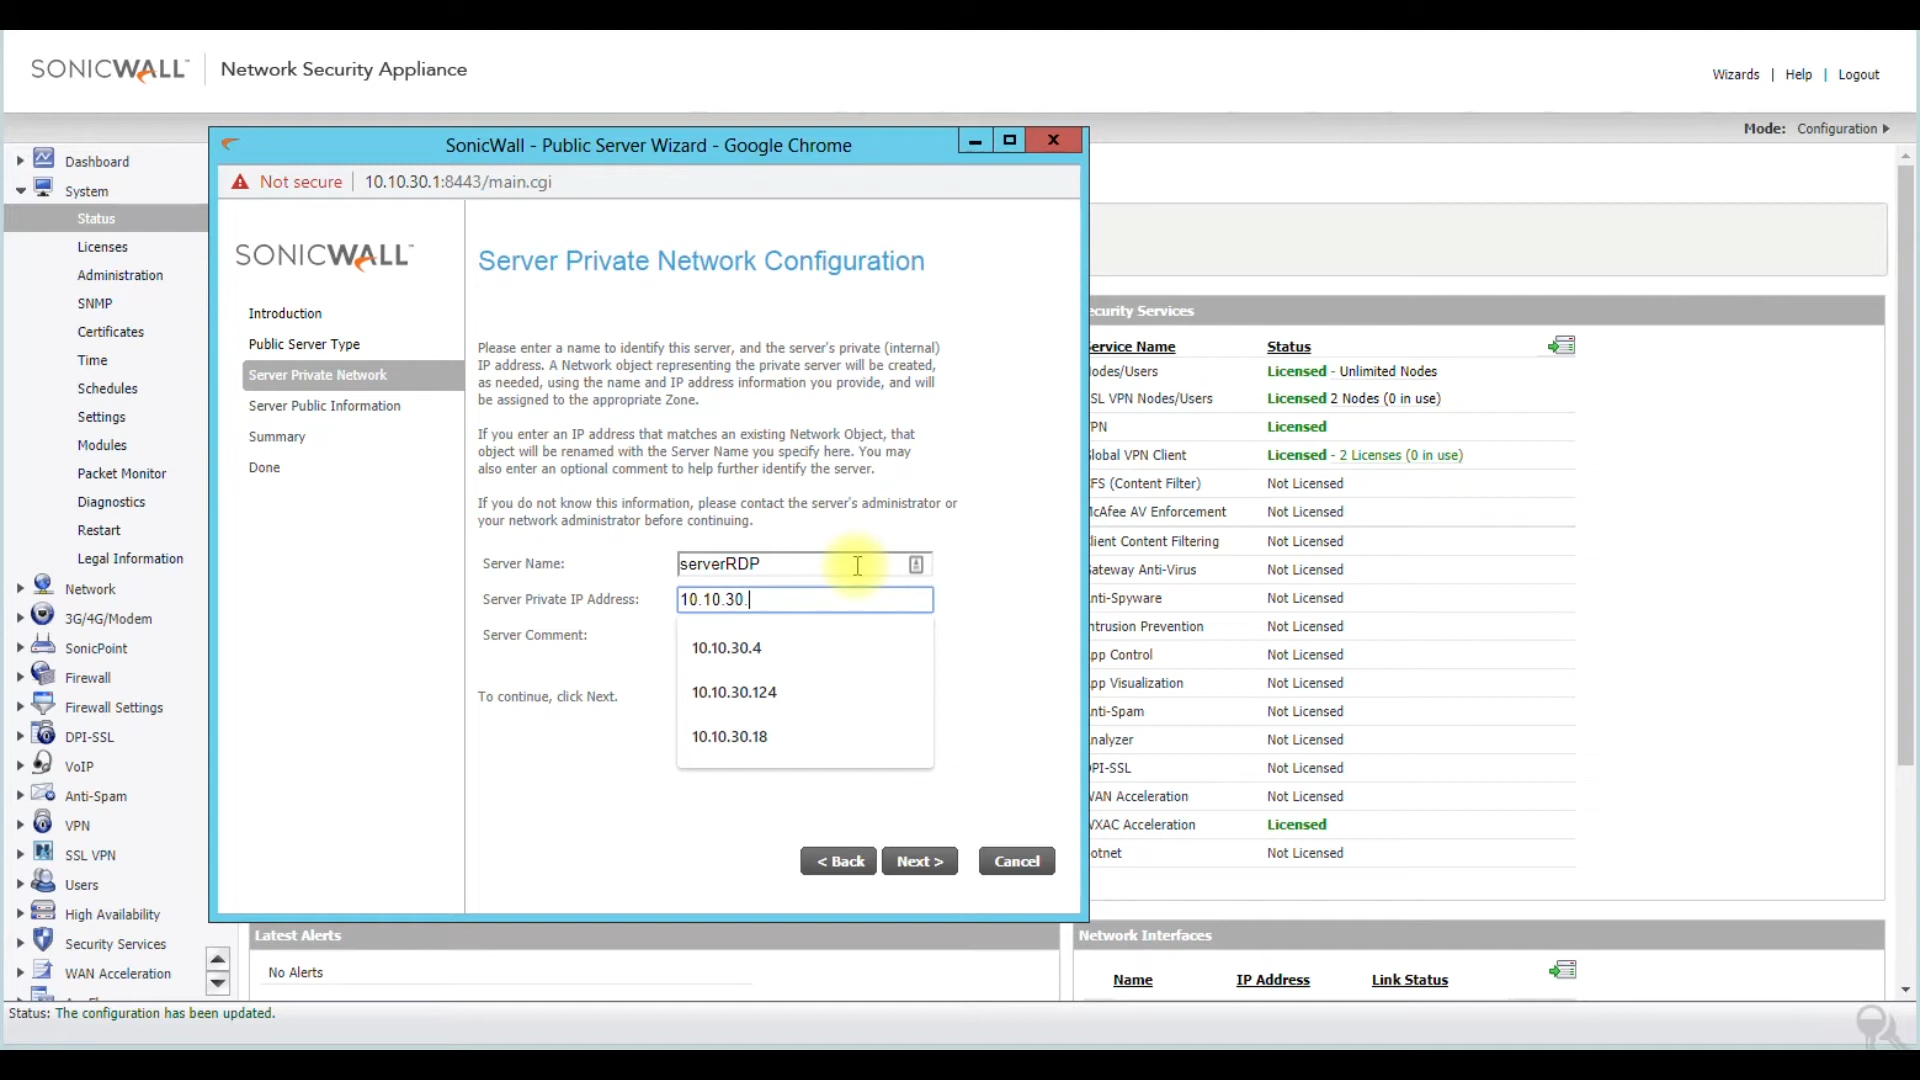 SONICWALL™ Network Security Appliance
Wizards | Help | Logout
Mode: Configuration
Dashboard
System
Status
Licenses
Administration
SNMP
Certificates
Time
Schedules
Settings
Modules
Packet Monitor
Diagnostics
Restart
Legal Information
Network
3G/4G/Modem
SonicPoint
Firewall
Firewall Settings
DPI-SSL
VoIP
Anti-Spam
VPN
SSL VPN
Users
High Availability
Security Services
WAN Acceleration
SonicWall - Public Server Wizard - Google Chrome
Not secure | 10.10.30.1:8443/main.cgi
SONICWALL™
Introduction
Public Server Type
Server Private Network
Server Public Information
Summary
Done
Server Private Network Configuration
Please enter a name to identify this server, and the server's private (internal)
IP address. A Network object representing the private server will be created,
as needed, using the name and IP address information you provide, and will
be assigned to the appropriate Zone.
If you enter an IP address that matches an existing Network Object, that
object will be renamed with the Server Name you specify here. You may
also enter an optional comment to help further identify the server.
If you do not know this information, please contact the server's administrator or
your network administrator before continuing.
Server Name: serverRDP
Server Private IP Address: 10.10.30.
Server Comment:
10.10.30.4
10.10.30.124
10.10.30.18
To continue, click Next.
< Back Next > Cancel
ecurity Services
ervice Name Status
odes/Users Licensed - Unlimited Nodes
SL VPN Nodes/Users Licensed 2 Nodes (0 in use)
PN Licensed
lobal VPN Client Licensed - 2 Licenses (0 in use)
FS (Content Filter) Not Licensed
cAfee AV Enforcement Not Licensed
lient Content Filtering Not Licensed
ateway Anti-Virus Not Licensed
nti-Spyware Not Licensed
trusion Prevention Not Licensed
pp Control Not Licensed
pp Visualization Not Licensed
nti-Spam Not Licensed
nalyzer Not Licensed
PI-SSL Not Licensed
VAN Acceleration Not Licensed
VXAC Acceleration Licensed
otnet Not Licensed
Latest Alerts
No Alerts
Network Interfaces
Name IP Address Link Status
Status: The configuration has been updated.